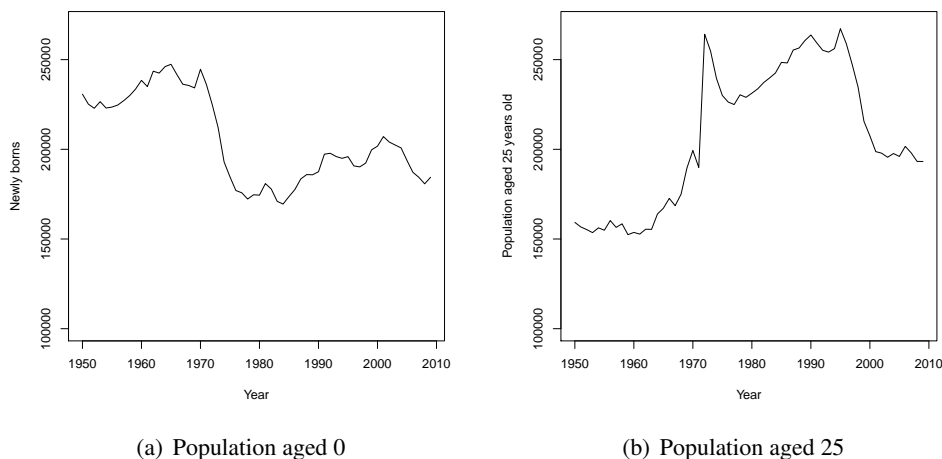 250000
200000
150000
100000
Newly borns
1950 1960 1970 1980 1990 2000 2010
Year
(a) Population aged 0
250000
200000
150000
100000
Population aged 25 years old
1950 1960 1970 1980 1990 2000 2010
Year
(b) Population aged 25